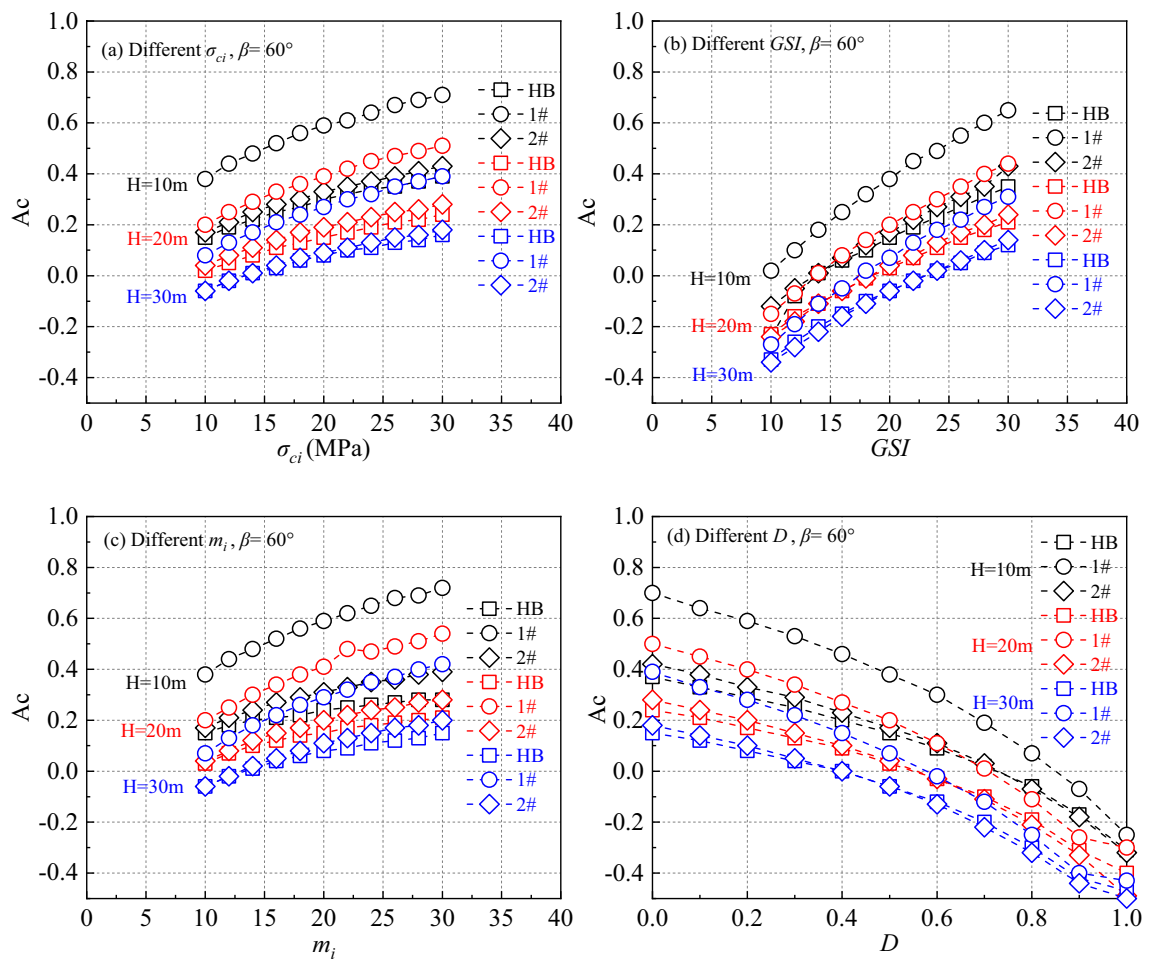 (a) Different σci , β= 60°
1.0
0.8
0.6
0.4
0.2
0.0
-0.2
-0.4
Ac
H=10m
H=20m
H=30m
HB
1#
2#
HB
1#
2#
HB
1#
2#
0 5 10 15 20 25 30 35 40
σci (MPa)
(b) Different GSI, β= 60°
1.0
0.8
0.6
0.4
0.2
0.0
-0.2
-0.4
Ac
H=10m
H=20m
H=30m
HB
1#
2#
HB
1#
2#
HB
1#
2#
0 5 10 15 20 25 30 35 40
GSI
(c) Different mi , β= 60°
1.0
0.8
0.6
0.4
0.2
0.0
-0.2
-0.4
Ac
H=10m
H=20m
H=30m
HB
1#
2#
HB
1#
2#
HB
1#
2#
0 5 10 15 20 25 30 35 40
mi
(d) Different D , β= 60°
1.0
0.8
0.6
0.4
0.2
0.0
-0.2
-0.4
Ac
H=10m
H=20m
H=30m
HB
1#
2#
HB
1#
2#
HB
1#
2#
0.0 0.2 0.4 0.6 0.8 1.0
D